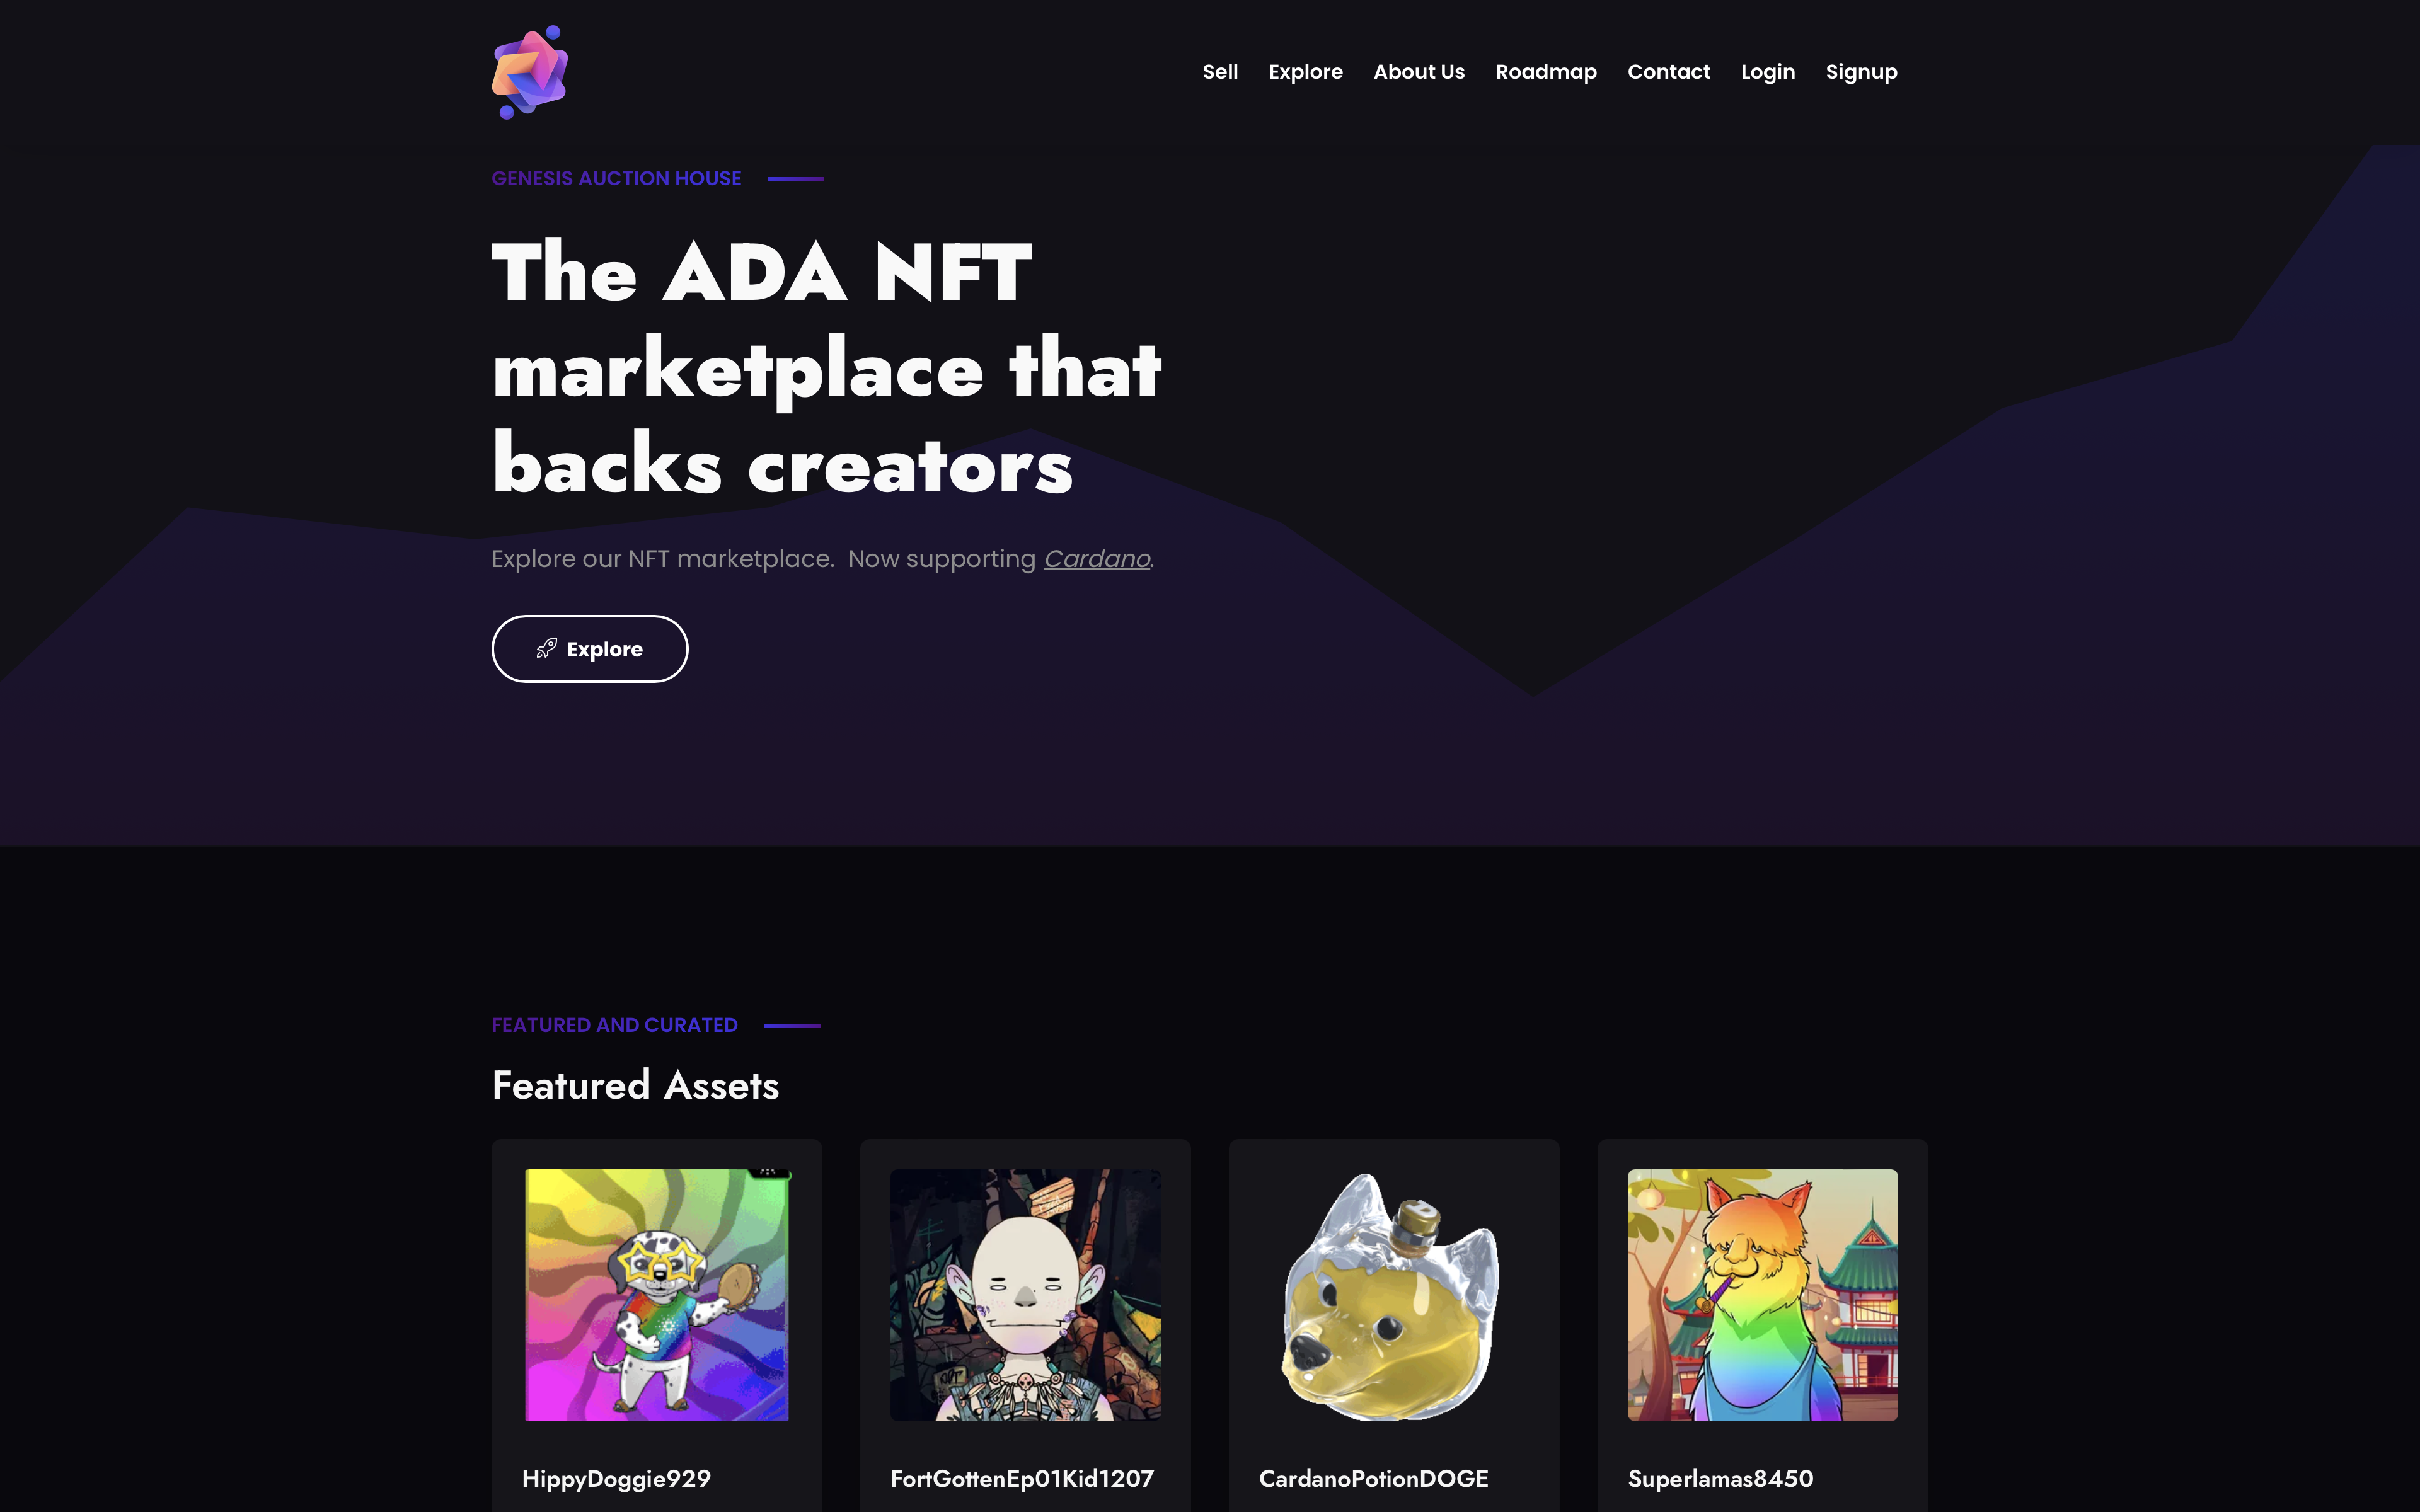 Sell Explore About Us Roadmap Contact Login Signup
GENESIS AUCTION HOUSE
The ADA NFT
marketplace that
backs creators
Explore our NFT marketplace.  Now supporting Cardano.
Explore
FEATURED AND CURATED
Featured Assets
HippyDoggie929 FortGottenEp01Kid1207 CardanoPotionDOGE Superlamas8450